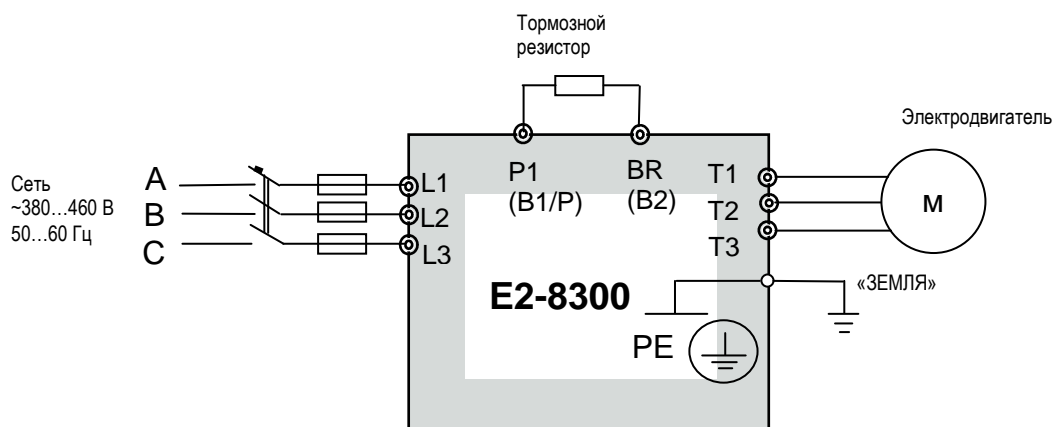 Тормозной
резистор
Электродвигатель
Сеть
~380...460 В
50...60 Гц
A
B
C
L1
L2
L3
P1
(B1/P)
BR
(B2)
T1
T2
T3
М
E2-8300
«ЗЕМЛЯ»
PE